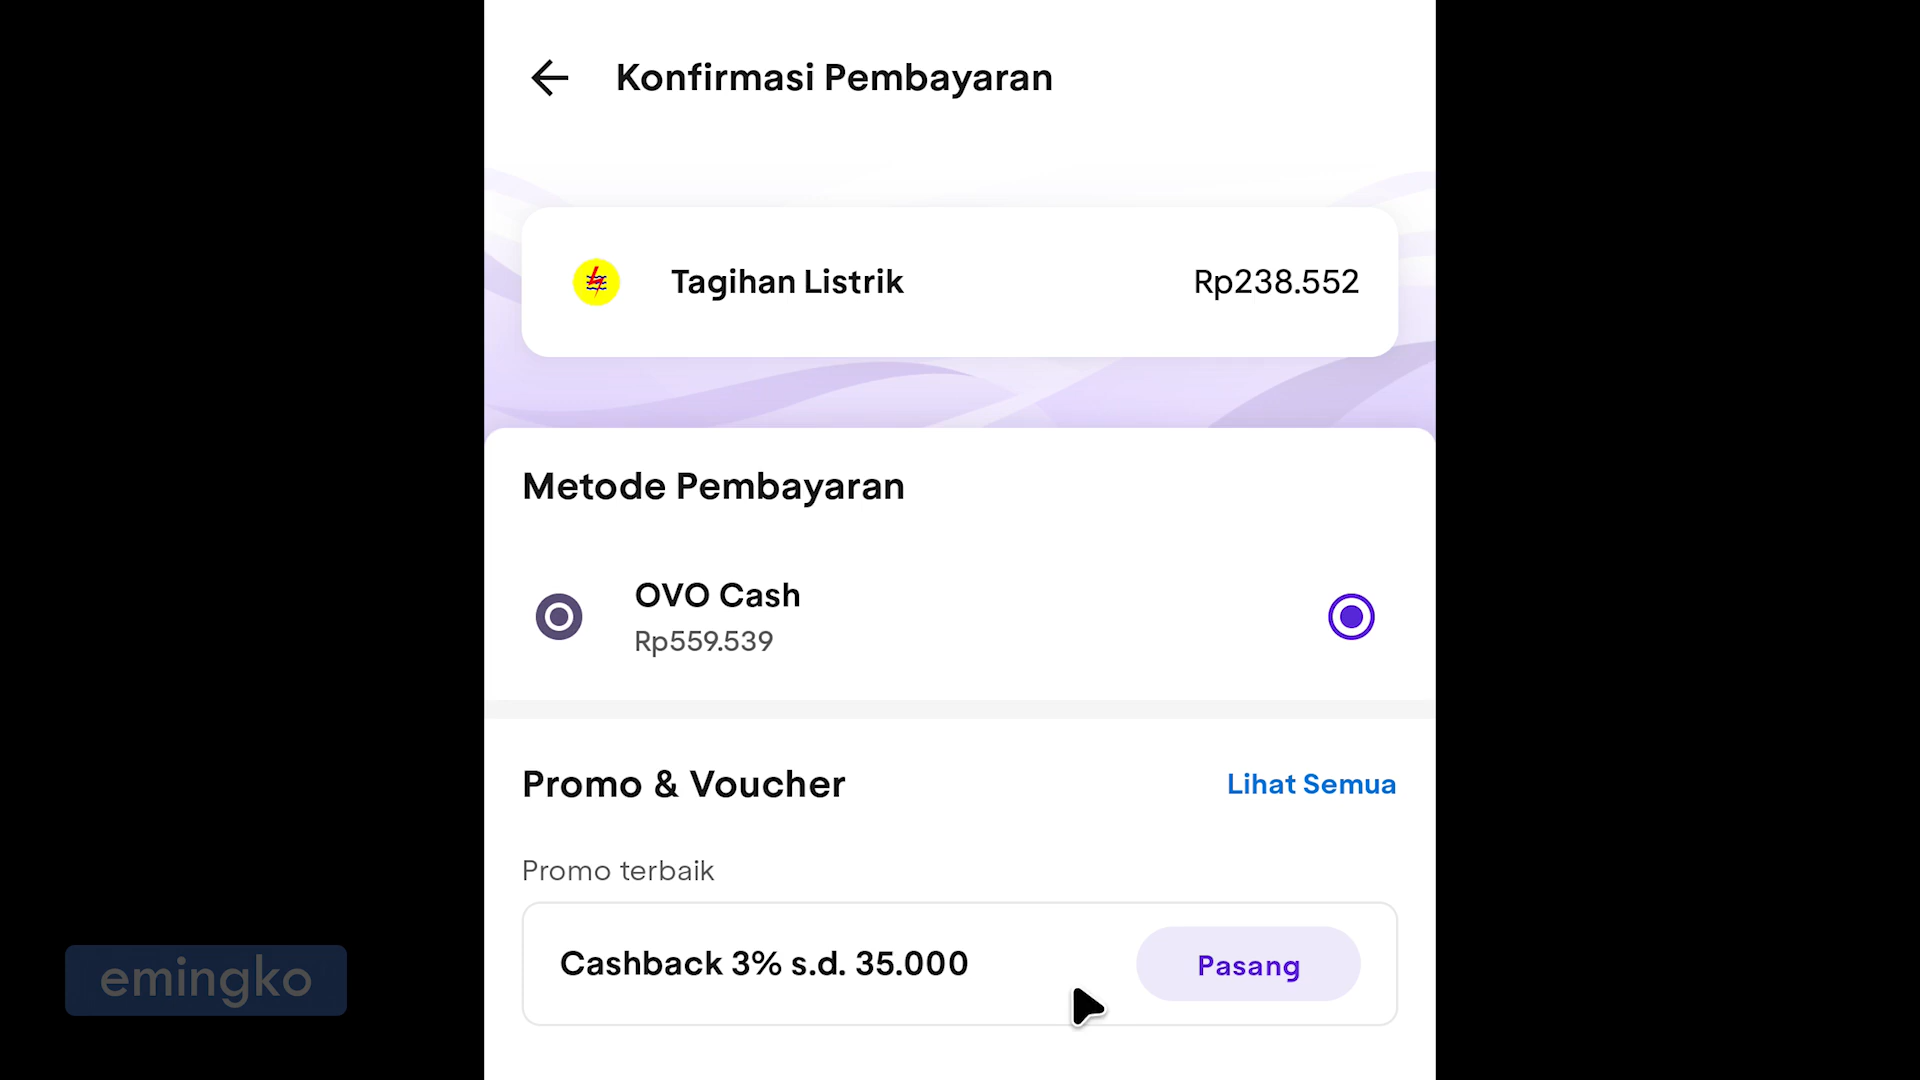 Konfirmasi Pembayaran
Tagihan Listrik Rp238.552
Metode Pembayaran
OVO Cash
Rp559.539
Promo & Voucher Lihat Semua
Promo terbaik
Cashback 3% s.d. 35.000 Pasang
emingko